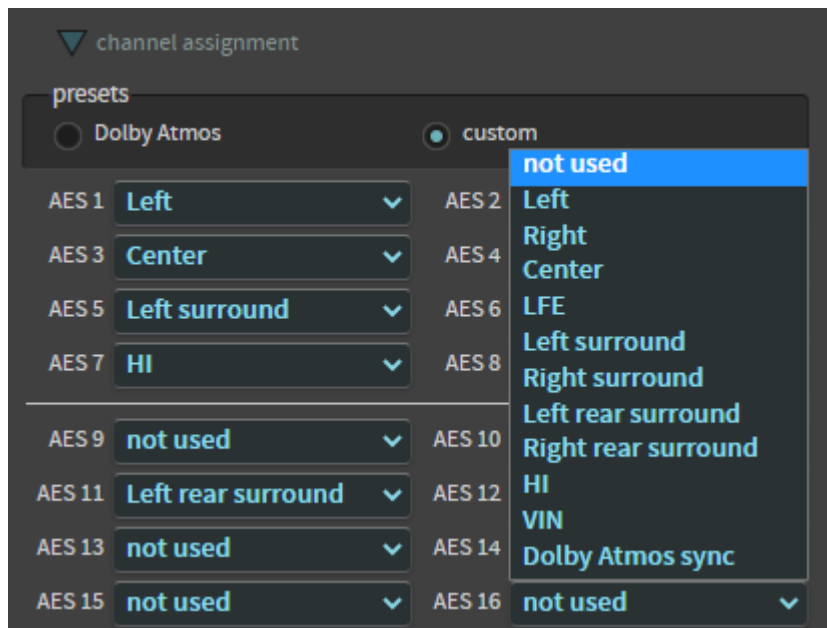 channel assignment
presets
Dolby Atmos custom
AES 1 Left AES 2
AES 3 Center AES 4
AES 5 Left surround AES 6
AES 7 HI AES 8
AES 9 not used AES 10
AES 11 Left rear surround AES 12
AES 13 not used AES 14
AES 15 not used AES 16 not used
not used
Left
Right
Center
LFE
Left surround
Right surround
Left rear surround
Right rear surround
HI
VIN
Dolby Atmos sync